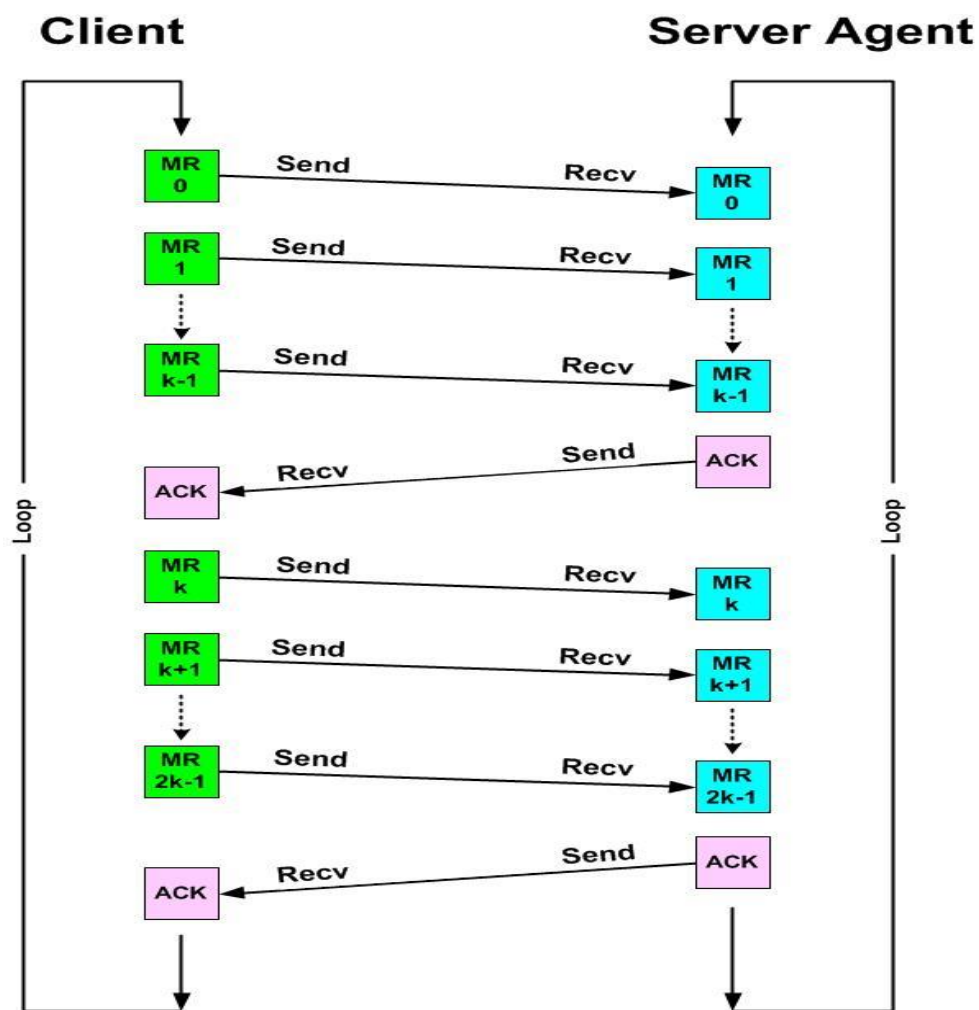 Client
Server Agent
MR
0
Send
Recv
MR
0
MR
1
Send
Recv
MR
1
MR
k-1
Send
Recv
MR
k-1
ACK
Recv
Send
ACK
Loop
Loop
MR
k
Send
Recv
MR
k
MR
k+1
Send
Recv
MR
k+1
MR
2k-1
Send
Recv
MR
2k-1
ACK
Recv
Send
ACK